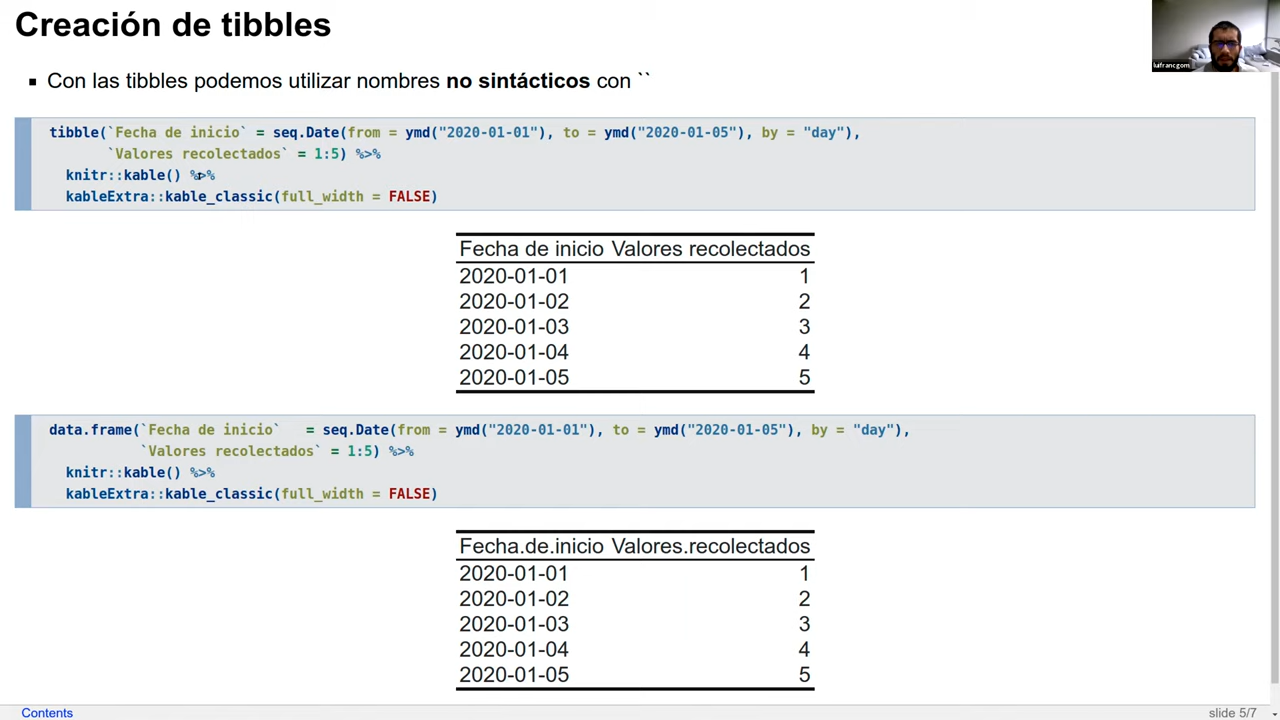 Creación de tibbles
luifrancgom
▪ Con las tibbles podemos utilizar nombres no sintácticos con ``
tibble(`Fecha de inicio` = seq.Date(from = ymd("2020-01-01"), to = ymd("2020-01-05"), by = "day"),
`Valores recolectados` = 1:5) %>%
knitr::kable() %>%
kableExtra::kable_classic(full_width = FALSE)
Fecha de inicio Valores recolectados
2020-01-01 1
2020-01-02 2
2020-01-03 3
2020-01-04 4
2020-01-05 5
data.frame(`Fecha de inicio` = seq.Date(from = ymd("2020-01-01"), to = ymd("2020-01-05"), by = "day"),
`Valores recolectados` = 1:5) %>%
knitr::kable() %>%
kableExtra::kable_classic(full_width = FALSE)
Fecha.de.inicio Valores.recolectados
2020-01-01 1
2020-01-02 2
2020-01-03 3
2020-01-04 4
2020-01-05 5
Contents slide 5/7